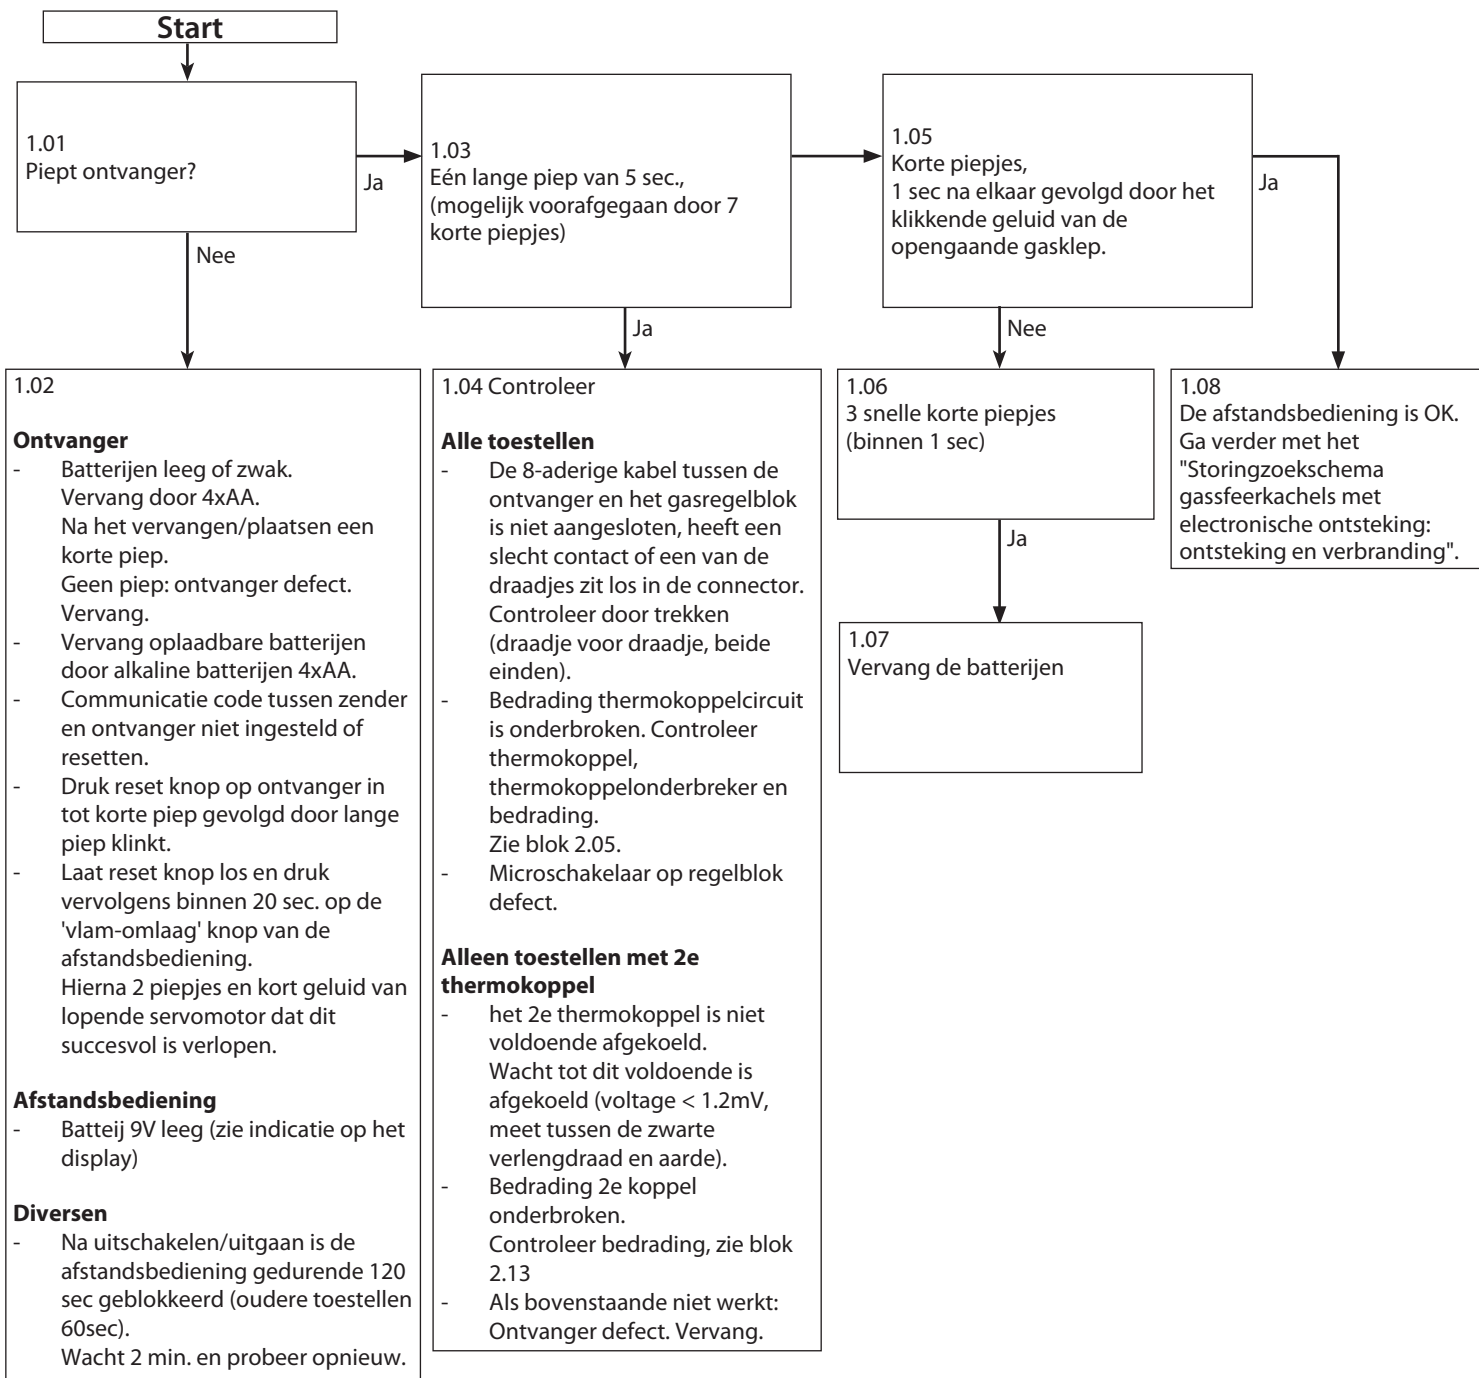 Start
1.01
Piept ontvanger?
Ja
Nee
1.03
Eén lange piep van 5 sec.,
(mogelijk voorafgegaan door 7
korte piepjes)
Ja
1.05
Korte piepjes,
1 sec na elkaar gevolgd door het
klikkende geluid van de
opengaande gasklep.
Ja
Nee
1.02
Ontvanger
- Batterijen leeg of zwak.
Vervang door 4xAA.
Na het vervangen/plaatsen een
korte piep.
Geen piep: ontvanger defect.
Vervang.
- Vervang oplaadbare batterijen
door alkaline batterijen 4xAA.
- Communicatie code tussen zender
en ontvanger niet ingesteld of
resetten.
- Druk reset knop op ontvanger in
tot korte piep gevolgd door lange
piep klinkt.
- Laat reset knop los en druk
vervolgens binnen 20 sec. op de
'vlam-omlaag' knop van de
afstandsbediening.
Hierna 2 piepjes en kort geluid van
lopende servomotor dat dit
succesvol is verlopen.
Afstandsbediening
- Batteij 9V leeg (zie indicatie op het
display)
Diversen
- Na uitschakelen/uitgaan is de
afstandsbediening gedurende 120
sec geblokkeerd (oudere toestellen
60sec).
Wacht 2 min. en probeer opnieuw.
1.04 Controleer
Alle toestellen
- De 8-aderige kabel tussen de
ontvanger en het gasregelblok
is niet aangesloten, heeft een
slecht contact of een van de
draadjes zit los in de connector.
Controleer door trekken
(draadje voor draadje, beide
einden).
- Bedrading thermokoppelcircuit
is onderbroken. Controleer
thermokoppel,
thermokoppelonderbreker en
bedrading.
Zie blok 2.05.
- Microschakelaar op regelblok
defect.
Alleen toestellen met 2e
thermokoppel
- het 2e thermokoppel is niet
voldoende afgekoeld.
Wacht tot dit voldoende is
afgekoeld (voltage < 1.2mV,
meet tussen de zwarte
verlengdraad en aarde).
- Bedrading 2e koppel
onderbroken.
Controleer bedrading, zie blok
2.13
- Als bovenstaande niet werkt:
Ontvanger defect. Vervang.
1.06
3 snelle korte piepjes
(binnen 1 sec)
Ja
1.07
Vervang de batterijen
1.08
De afstandsbediening is OK.
Ga verder met het
"Storingzoekschema
gassfeerkachels met
electronische ontsteking:
ontsteking en verbranding".